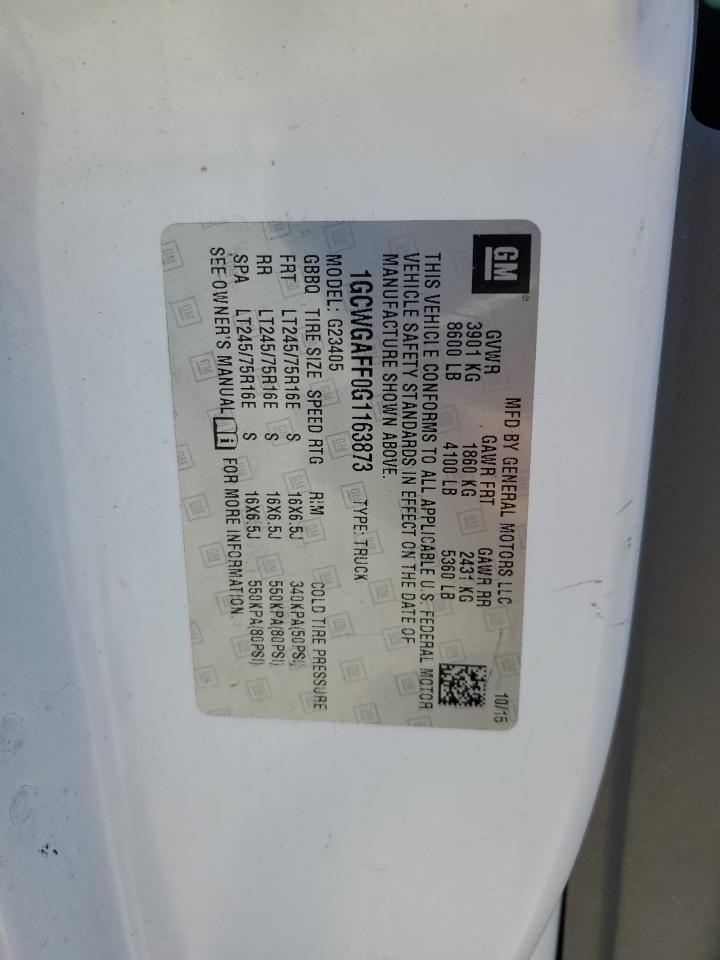 GM
MFD BY GENERAL MOTORS LLC 10/15
GVWR GAWR FRT GAWR RR
3901 KG 1860 KG 2431 KG
8600 LB 4100 LB 5360 LB
THIS VEHICLE CONFORMS TO ALL APPLICABLE U.S. FEDERAL MOTOR
VEHICLE SAFETY STANDARDS IN EFFECT ON THE DATE OF
MANUFACTURE SHOWN ABOVE.
1GCWGAFF0G1163873 TYPE: TRUCK
MODEL: G23405
GBBQ TIRE SIZE SPEED RTG RIM COLD TIRE PRESSURE
FRT LT245/75R16E S 16X6.5J 340KPA(50PSI)
RR LT245/75R16E S 16X6.5J 550KPA(80PSI)
SPA LT245/75R16E S 16X6.5J 550KPA(80PSI)
SEE OWNER'S MANUAL i FOR MORE INFORMATION.